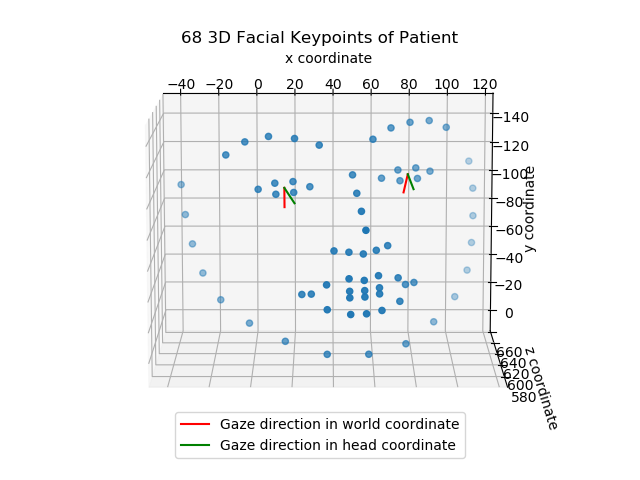 68 3D Facial Keypoints of Patient
x coordinate
−40 −20 0 20 40 60 80 100 120
−140
−120
−100
−80
−60
−40
−20
0
y coordinate
660
640
620
600
580
z coordinate
Gaze direction in world coordinate
Gaze direction in head coordinate